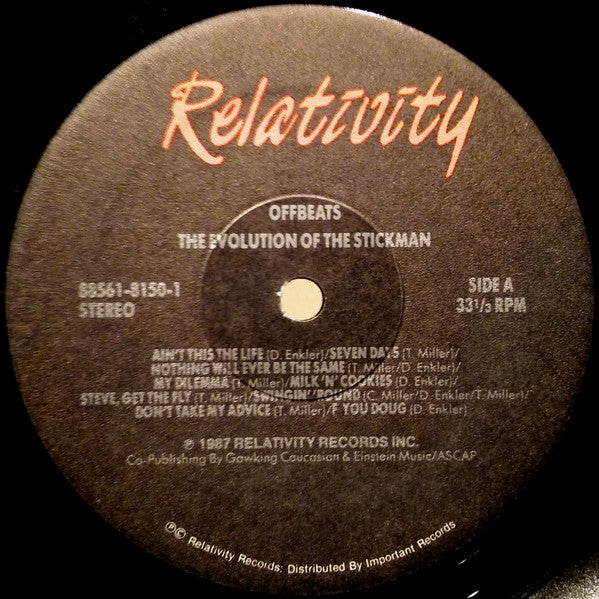 Relativity
OFFBEATS
THE EVOLUTION OF THE STICKMAN
88561-8150-1
STEREO
SIDE A
33 1/3 RPM
AIN'T THIS THE LIFE (D. Enkler)/SEVEN DAYS (T. Miller)/
NOTHING WILL EVER BE THE SAME (T. Miller/D. Enkler)/
MY DILEMMA (T. Miller)/MILK 'N' COOKIES (D. Enkler)/
STEVE, GET THE FLY (T. Miller)/SWINGIN' ROUND (C. Miller/D. Enkler/T. Miller)/
DON'T TAKE MY ADVICE (T. Miller)/F YOU DOUG (D. Enkler)
℗ 1987 RELATIVITY RECORDS INC.
Co-Publishing By Gawking Caucasian & Einstein Music/ASCAP
℗© Relativity Records: Distributed By Important Records